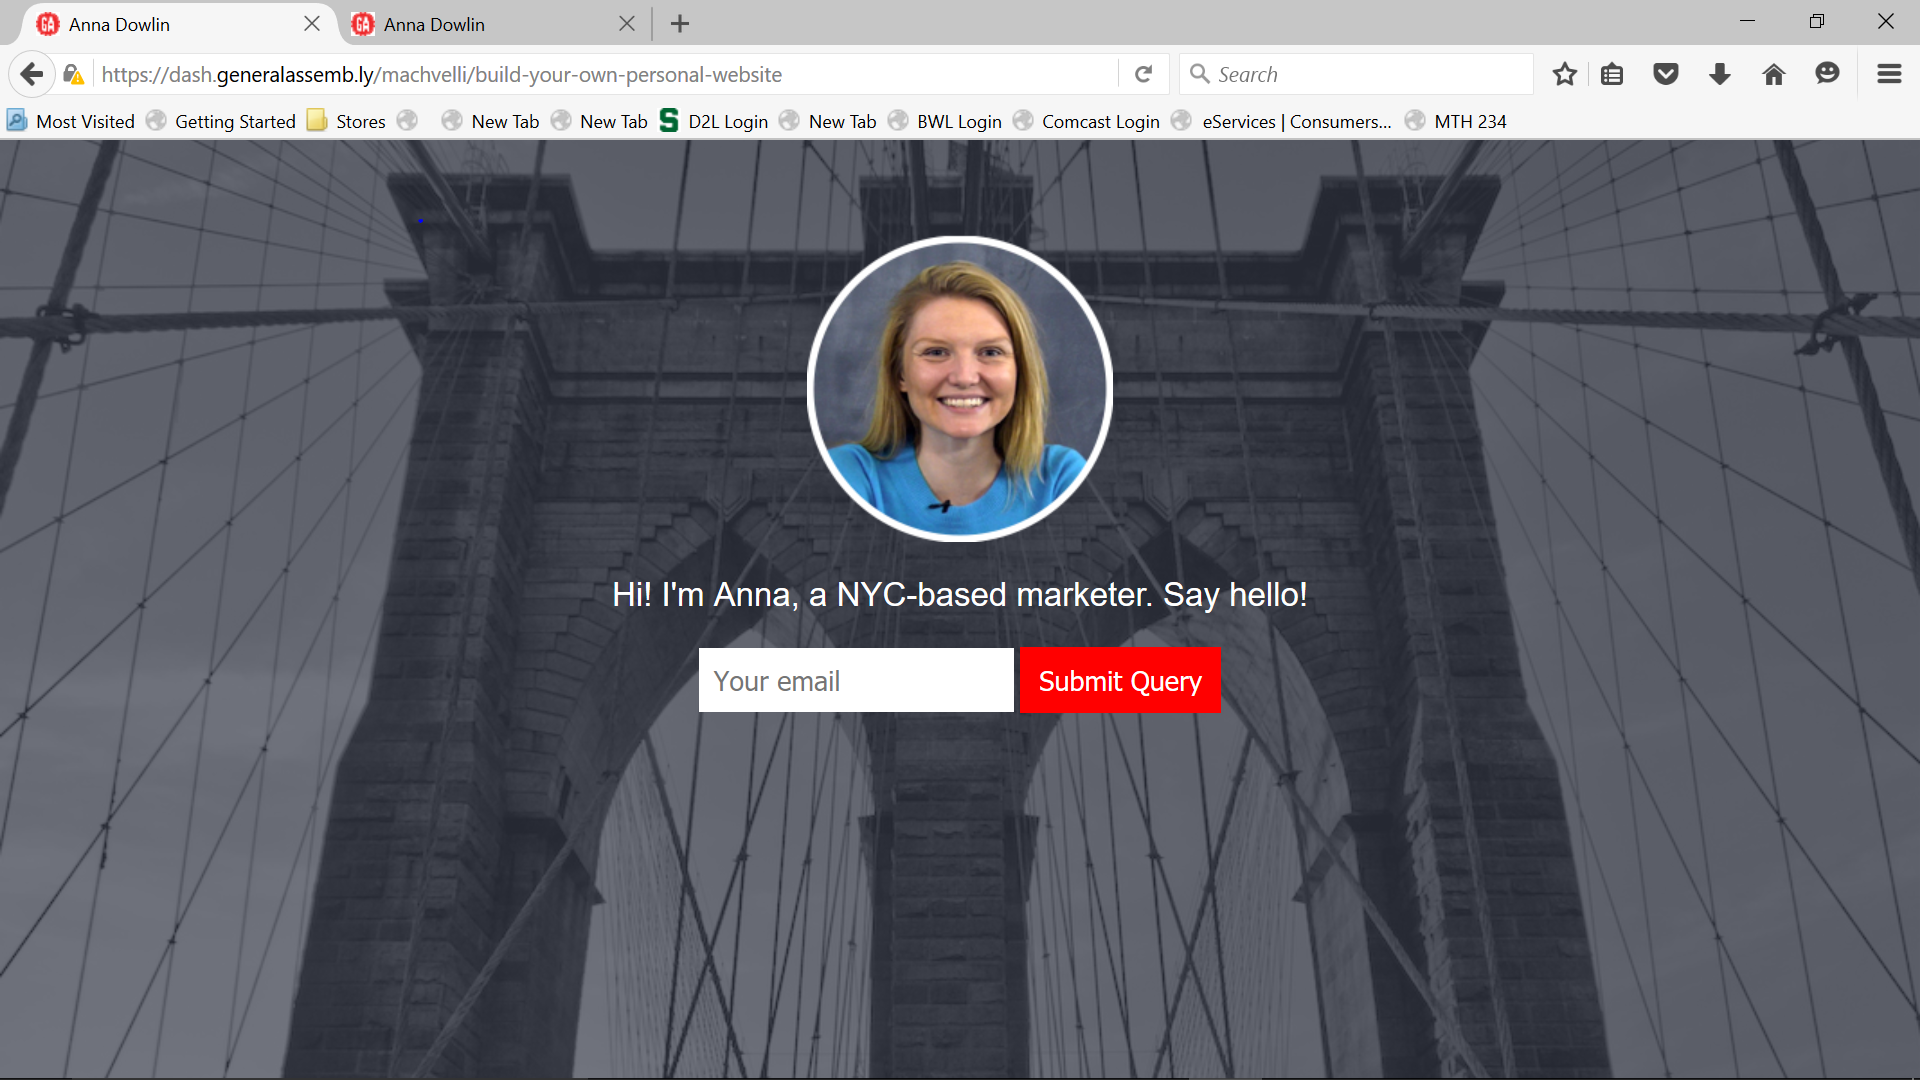 GA Anna Dowlin
GA Anna Dowlin
https://dash.generalassemb.ly/machvelli/build-your-own-personal-website
Search
Most Visited Getting Started Stores New Tab New Tab S D2L Login New Tab BWL Login Comcast Login eServices | Consumers... MTH 234
Hi! I'm Anna, a NYC-based marketer. Say hello!
Your email Submit Query